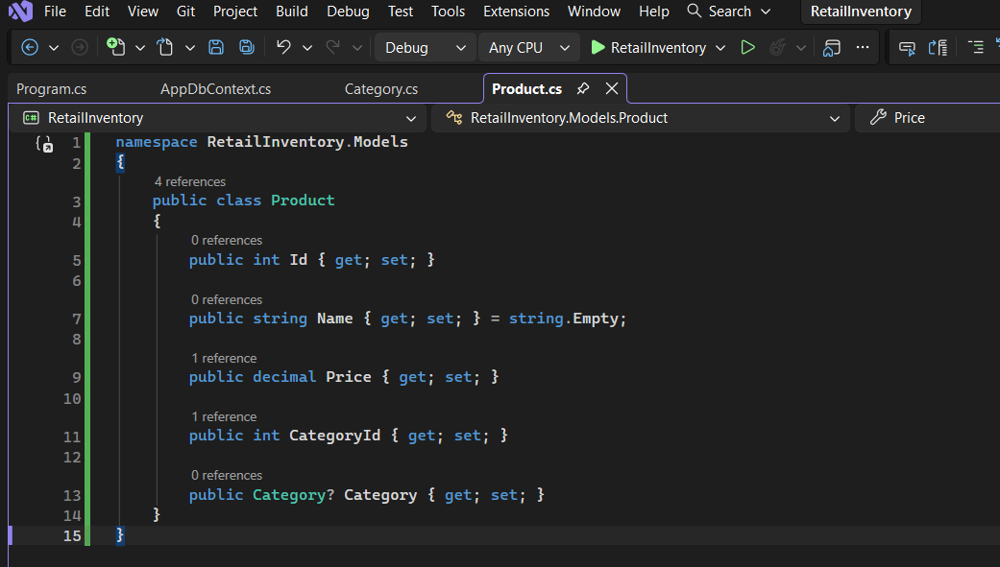 File Edit View Git Project Build Debug Test Tools Extensions Window Help Search RetailInventory
Debug Any CPU RetailInventory
Program.cs AppDbContext.cs Category.cs Product.cs
C# RetailInventory RetailInventory.Models.Product Price
1 namespace RetailInventory.Models
2 {
4 references
3 public class Product
4 {
0 references
5 public int Id { get; set; }
6
0 references
7 public string Name { get; set; } = string.Empty;
8
1 reference
9 public decimal Price { get; set; }
10
1 reference
11 public int CategoryId { get; set; }
12
0 references
13 public Category? Category { get; set; }
14 }
15 }